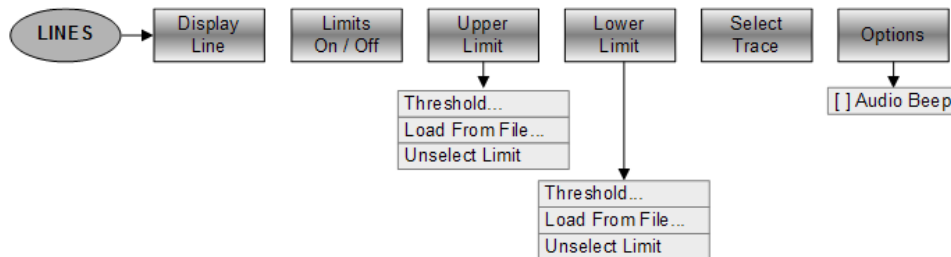 LINES
Display
Line
Limits
On / Off
Upper
Limit
Lower
Limit
Select
Trace
Options
Threshold...
Load From File...
Unselect Limit
Threshold...
Load From File...
Unselect Limit
[ ] Audio Beep